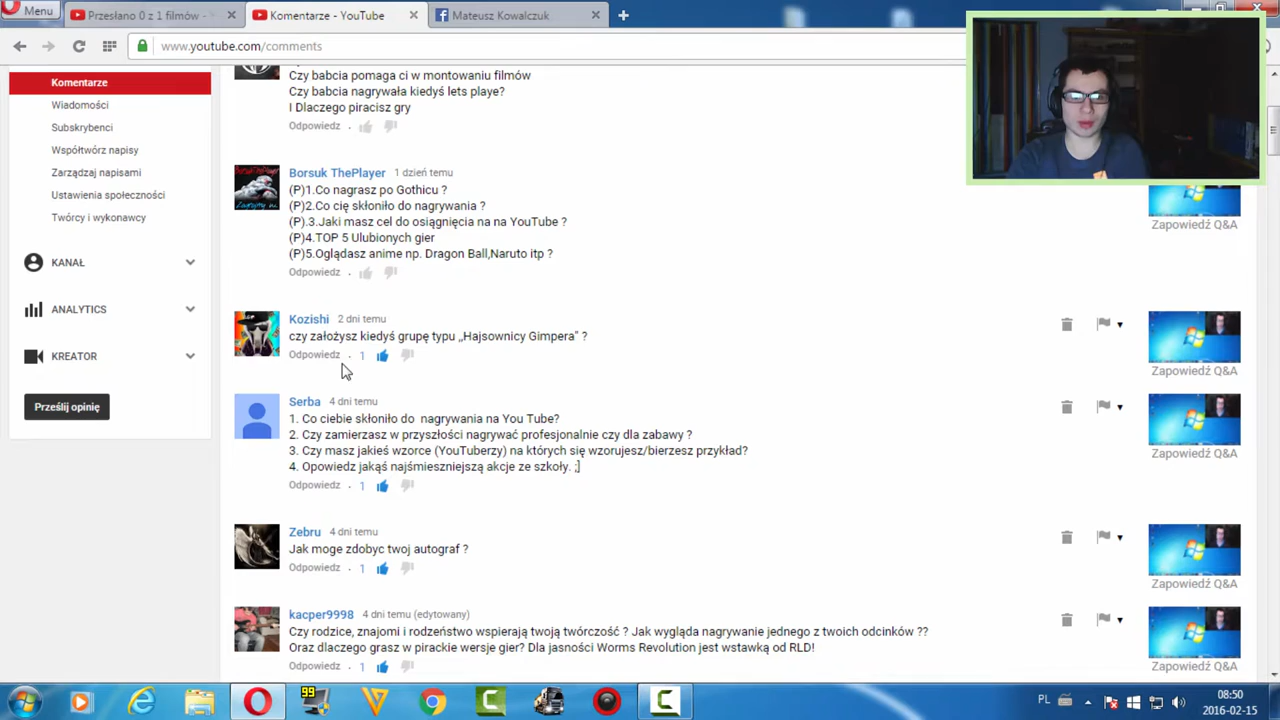 Menu
Przesłano 0 z 1 filmów -
Komentarze - YouTube
Mateusz Kowalczuk
www.youtube.com/comments
Komentarze
Wiadomości
Subskrybenci
Współtwórz napisy
Zarządzaj napisami
Ustawienia społeczności
Twórcy i wykonawcy
KANAŁ
ANALYTICS
KREATOR
Prześlij opinię
Czy babcia pomaga ci w montowaniu filmów
Czy babcia nagrywała kiedyś lets playe?
I Dlaczego piracisz gry
Odpowiedz
Borsuk ThePlayer 1 dzień temu
(P)1.Co nagrasz po Gothicu ?
(P)2.Co cię skłoniło do nagrywania ?
(P).3.Jaki masz cel do osiągnięcia na na YouTube ?
(P)4.TOP 5 Ulubionych gier
(P)5.Oglądasz anime np. Dragon Ball,Naruto itp ?
Odpowiedz
Zapowiedź Q&A
Kozishi 2 dni temu
czy założysz kiedyś grupę typu ,,Hajsownicy Gimpera" ?
Odpowiedz . 1
Zapowiedź Q&A
Serba 4 dni temu
1. Co ciebie skłoniło do nagrywania na You Tube?
2. Czy zamierzasz w przyszłości nagrywać profesjonalnie czy dla zabawy ?
3. Czy masz jakieś wzorce (YouTuberzy) na których się wzorujesz/bierzesz przykład?
4. Opowiedz jakąś najśmieszniejszą akcje ze szkoły. ;]
Odpowiedz . 1
Zapowiedź Q&A
Zebru 4 dni temu
Jak moge zdobyc twoj autograf ?
Odpowiedz . 1
Zapowiedź Q&A
kacper9998 4 dni temu (edytowany)
Czy rodzice, znajomi i rodzeństwo wspierają twoją twórczość ? Jak wygląda nagrywanie jednego z twoich odcinków ??
Oraz dlaczego grasz w pirackie wersje gier? Dla jasności Worms Revolution jest wstawką od RLD!
Odpowiedz . 1
Zapowiedź Q&A
99
PL
08:50
2016-02-15